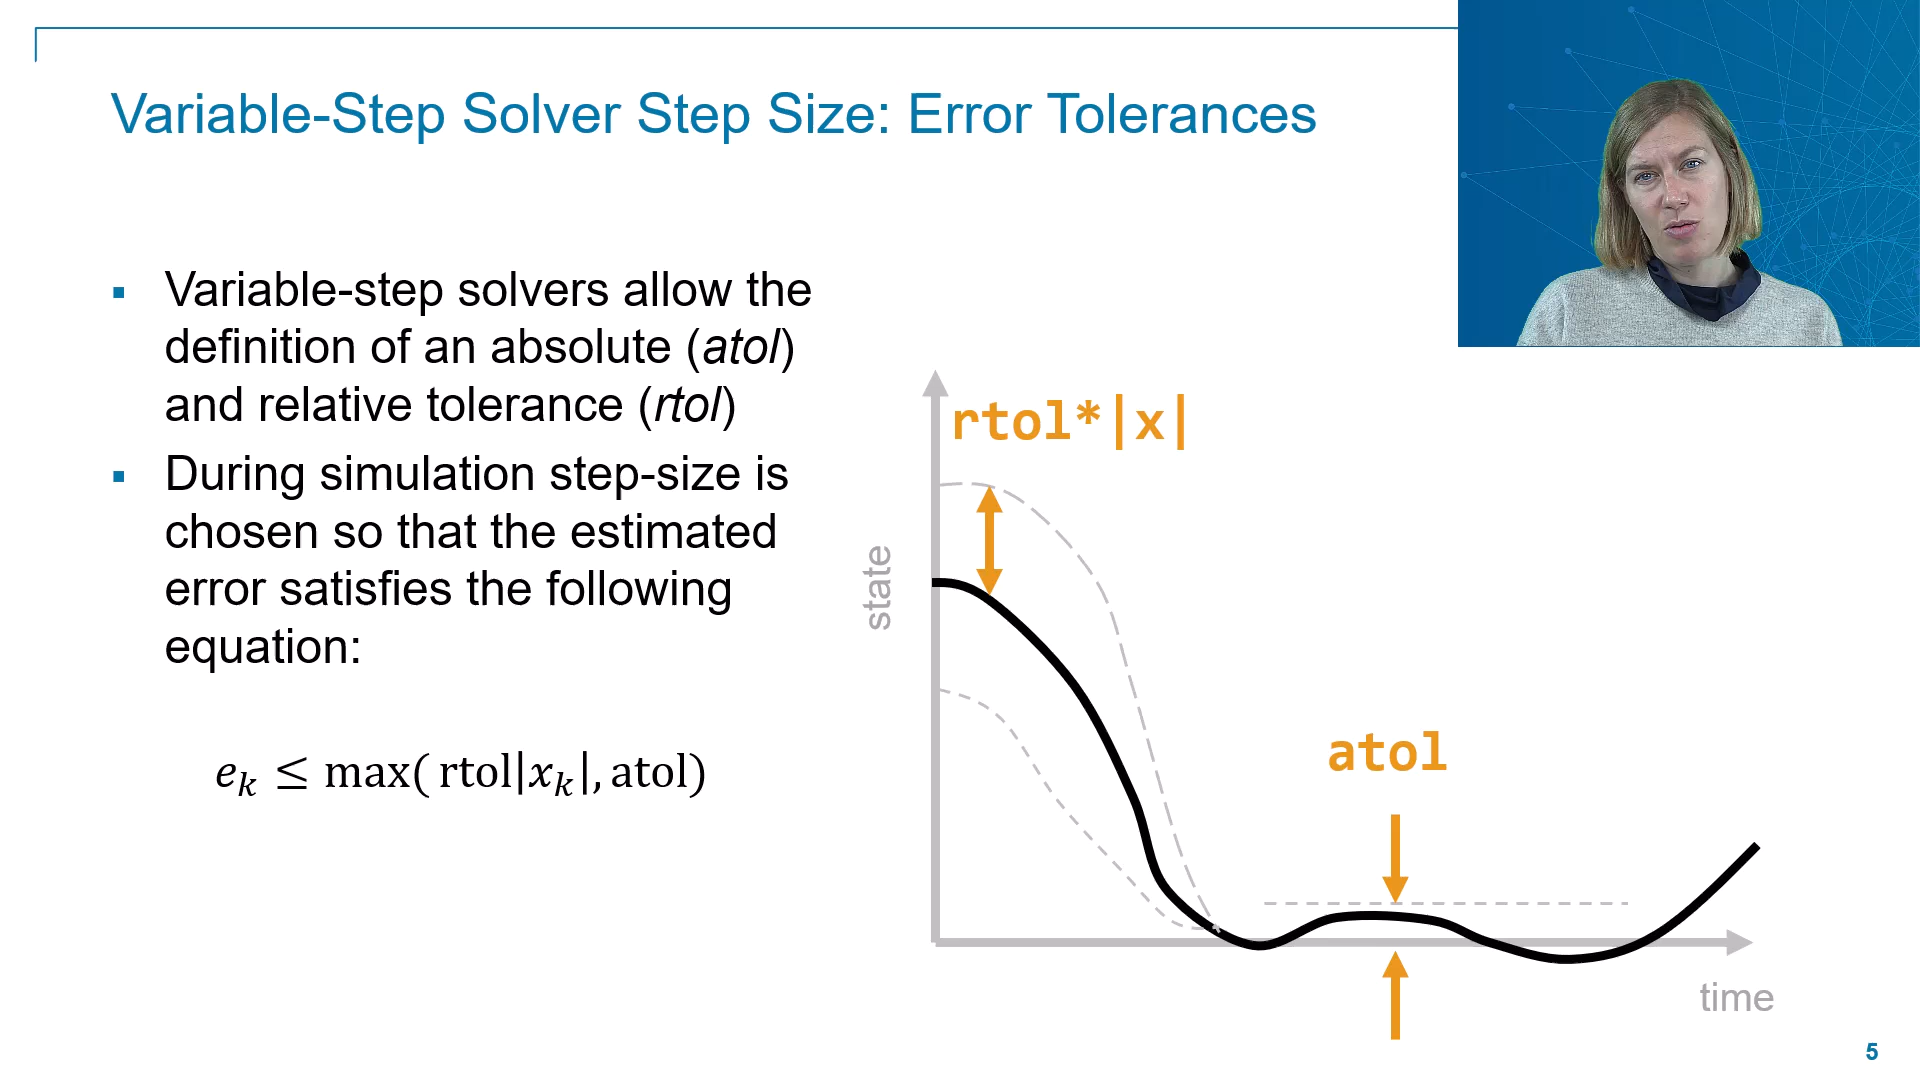 Variable-Step Solver Step Size: Error Tolerances
▪ Variable-step solvers allow the
definition of an absolute (atol)
and relative tolerance (rtol)
▪ During simulation step-size is
chosen so that the estimated
error satisfies the following
equation:
e_k ≤ max( rtol|x_k|, atol)
rtol*|x|
state
atol
time
5